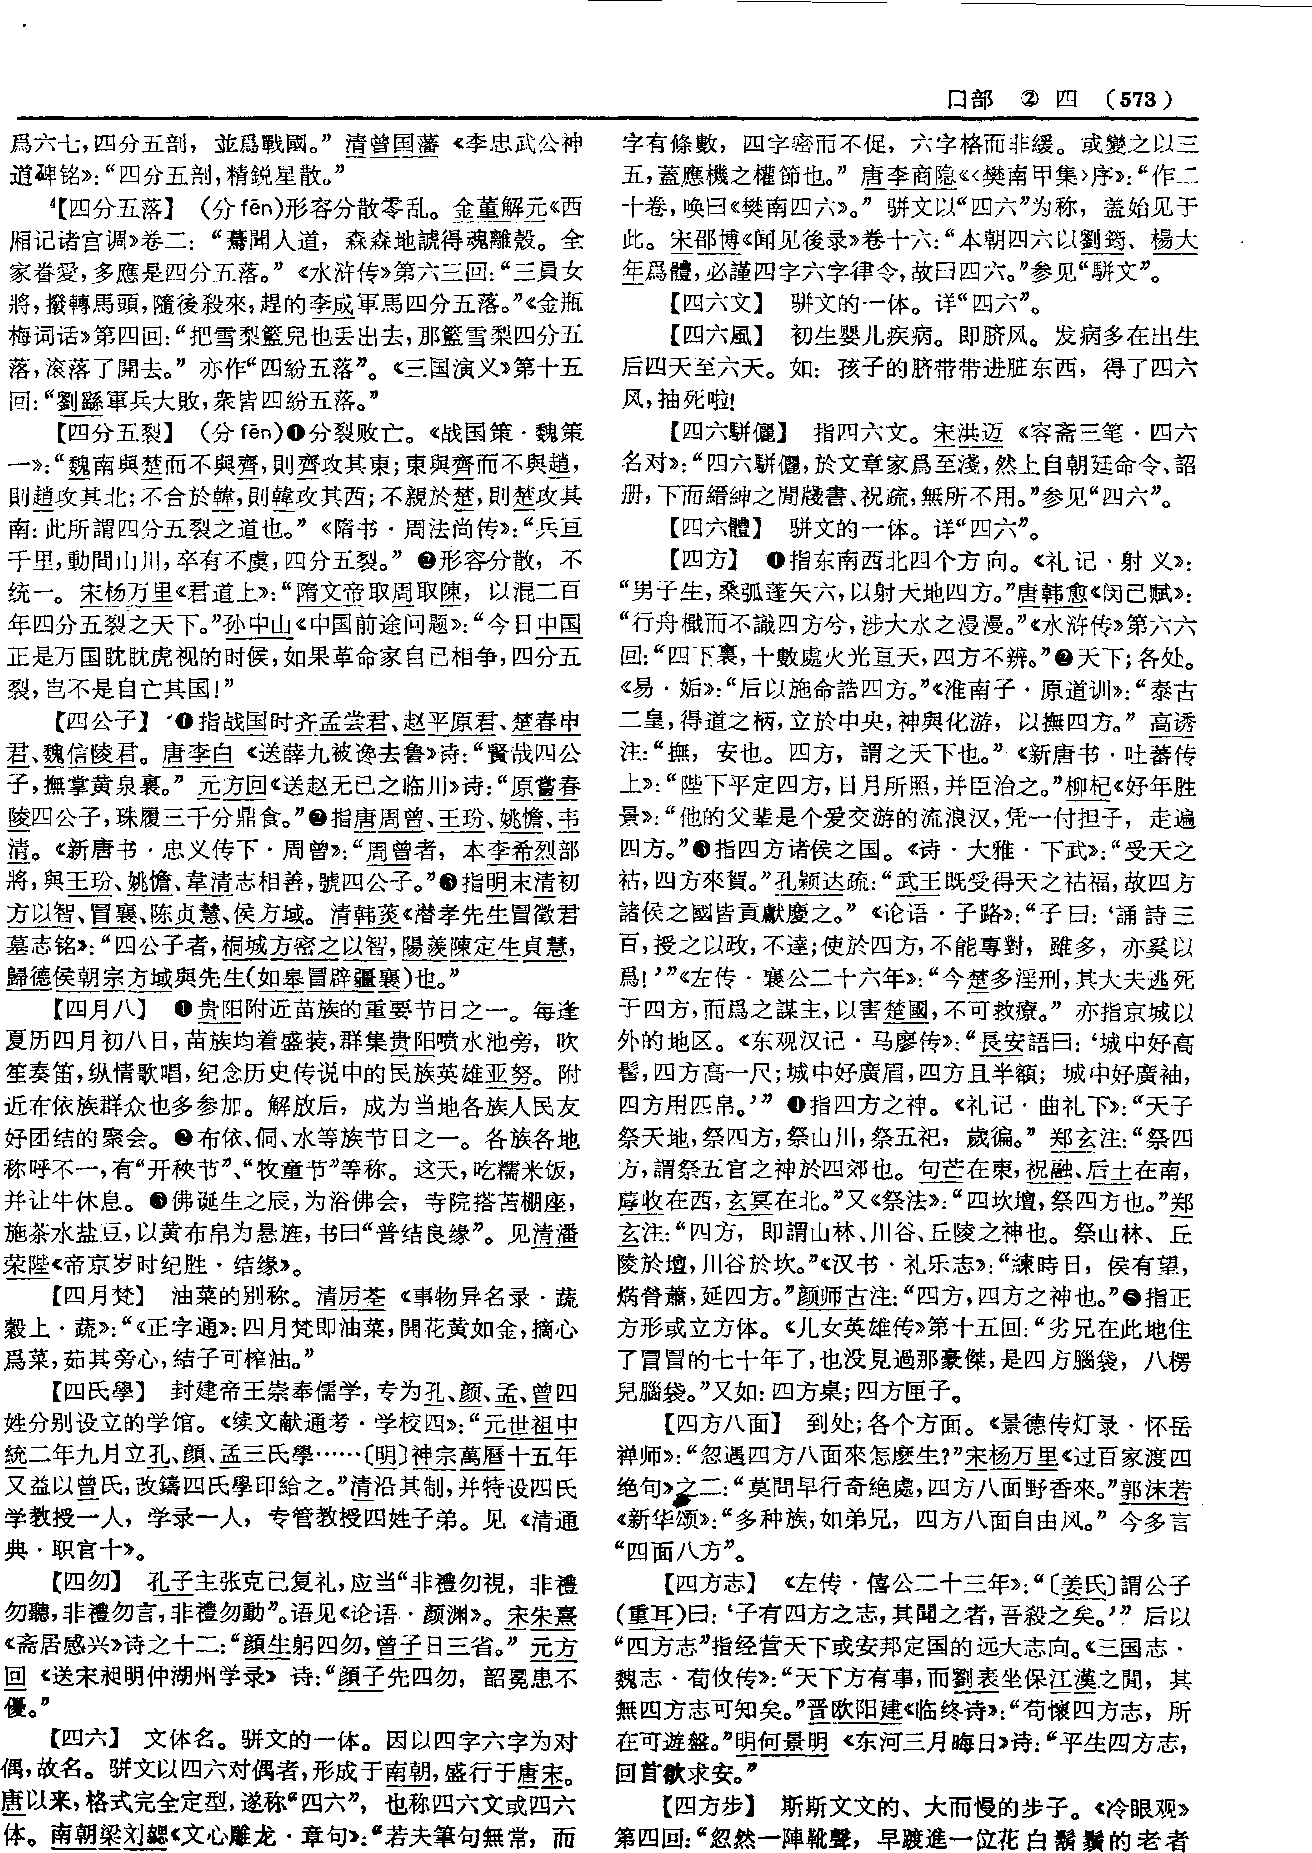 口部 ② 四 (573)
爲六七,四分五剖,並爲戰國。”清曾国藩《李忠武公神
道碑铭》:“四分五剖,精鋭星散。”
【四分五落】 (分 fēn)形容分散零乱。金董解元《西
厢记诸宫调》卷二:“驀聞人道,森森地諕得魂離殼。全
家眷愛,多應是四分五落。”《水浒传》第六三回:“三員女
將,撥轉馬頭,隨後殺來,趕的李成軍馬四分五落。”《金瓶
梅词话》第四回:“把雪梨籃兒也丢出去,那籃雪梨四分五
落,滚落了開去。” 亦作“四紛五落”。《三国演义》第十五
回:“劉繇軍兵大敗,衆皆四紛五落。”
【四分五裂】 (分 fēn)❶分裂败亡。《战国策·魏策
一》:“魏南與楚而不與齊,則齊攻其東;東與齊而不與趙,
則趙攻其北;不合於韓,則韓攻其西;不親於楚,則楚攻其
南:此所謂四分五裂之道也。”《隋书·周法尚传》:“兵亘
千里,動間山川,卒有不虞,四分五裂。” ❷形容分散,不
统一。宋杨万里《君道上》:“隋文帝取周取陳,以混二百
年四分五裂之天下。”孙中山《中国前途问题》:“今日中国
正是万国眈眈虎视的时候,如果革命家自己相争,四分五
裂,岂不是自亡其国!”
【四公子】 ❶指战国时齐孟尝君、赵平原君、楚春申
君、魏信陵君。唐李白《送薛九被谗去鲁》诗:“賢哉四公
子,撫掌黄泉裏。” 元方回《送赵无已之临川》诗:“原嘗春
陵四公子,珠履三千分鼎食。”❷指唐周曾、王玢、姚憺、韦
清。《新唐书·忠义传下·周曾》:“周曾者,本李希烈部
將,與王玢、姚憺、韋清志相善,號四公子。”❸指明末清初
方以智、冒襄、陈贞慧、侯方域。清韩菼《潜孝先生冒徵君
墓志铭》:“四公子者,桐城方密之以智,陽羨陳定生貞慧,
歸德侯朝宗方域與先生(如皋冒辟疆襄)也。”
【四月八】 ❶贵阳附近苗族的重要节日之一。每逢
夏历四月初八日,苗族均着盛装,群集贵阳喷水池旁,吹
笙奏笛,纵情歌唱,纪念历史传说中的民族英雄亚努。附
近布依族群众也多参加。解放后,成为当地各族人民友
好团结的聚会。❷布依、侗、水等族节日之一。各族各地
称呼不一,有“开秧节”、“牧童节”等称。这天,吃糯米饭,
并让牛休息。❸佛诞生之辰,为浴佛会,寺院搭苫棚座,
施茶水盐豆,以黄布帛为悬旌,书曰“普结良缘”。见清潘
荣陛《帝京岁时纪胜·结缘》。
【四月梵】 油菜的别称。清厉荃《事物异名录·蔬
穀上·蔬》:“《正字通》:四月梵即油菜,開花黄如金,摘心
爲菜,茹其旁心,結子可榨油。”
【四氏學】 封建帝王崇奉儒学,专为孔、颜、孟、曾四
姓分别设立的学馆。《续文献通考·学校四》:“元世祖中
統二年九月立孔、顔、孟三氏學……〔明〕神宗萬曆十五年
又益以曾氏,改鑄四氏學印給之。”清沿其制,并特设四氏
学教授一人,学录一人,专管教授四姓子弟。见《清通
典·职官十》。
【四勿】 孔子主张克己复礼,应当“非禮勿視,非禮
勿聽,非禮勿言,非禮勿動”。语见《论语·颜渊》。宋朱熹
《斋居感兴》诗之十二:“顔生躬四勿,曾子日三省。” 元方
回《送宋昶明仲湖州学录》诗:“顔子先四勿,韶冕患不
優。”
【四六】 文体名。骈文的一体。因以四字六字为对
偶,故名。骈文以四六对偶者,形成于南朝,盛行于唐宋。
唐以来,格式完全定型,遂称“四六”,也称四六文或四六
体。南朝梁刘勰《文心雕龙·章句》:“若夫筆句無常,而
字有條數,四字密而不促,六字格而非緩。或變之以三
五,蓋應機之權節也。” 唐李商隐《〈樊南甲集〉序》:“作二
十卷,唤曰《樊南四六》。” 骈文以“四六”为称,盖始见于
此。宋邵博《闻见後录》卷十六:“本朝四六以劉筠、楊大
年爲體,必謹四字六字律令,故曰四六。”参见“駢文”。
【四六文】 骈文的一体。详“四六”。
【四六風】 初生婴儿疾病。即脐风。发病多在出生
后四天至六天。如:孩子的脐带带进脏东西,得了四六
风,抽死啦!
【四六駢儷】 指四六文。宋洪迈《容斋三笔·四六
名对》:“四六駢儷,於文章家爲至淺,然上自朝廷命令、詔
册,下而縉紳之間牋書、祝疏,無所不用。”参见“四六”。
【四六體】 骈文的一体。详“四六”。
【四方】 ❶指东南西北四个方向。《礼记·射义》:
“男子生,桑弧蓬矢六,以射天地四方。”唐韩愈《闵己赋》:
“行舟檝而不識四方兮,涉大水之漫漫。”《水浒传》第六六
回:“四下裏,十數處火光亘天,四方不辨。”❷天下;各处。
《易·姤》:“后以施命誥四方。”《淮南子·原道训》:“泰古
二皇,得道之柄,立於中央,神與化游,以撫四方。” 高诱
注:“撫,安也。四方,謂之天下也。”《新唐书·吐蕃传
上》:“陛下平定四方,日月所照,并臣治之。”柳杞《好年胜
景》:“他的父辈是个爱交游的流浪汉,凭一付担子,走遍
四方。”❸指四方诸侯之国。《诗·大雅·下武》:“受天之
祜,四方來賀。”孔颖达疏:“武王既受得天之祜福,故四方
諸侯之國皆貢獻慶之。”《论语·子路》:“子曰:‘誦詩三
百,授之以政,不達;使於四方,不能專對,雖多,亦奚以
爲!’”《左传·襄公二十六年》:“今楚多淫刑,其大夫逃死
于四方,而爲之謀主,以害楚國,不可救療。” 亦指京城以
外的地区。《东观汉记·马廖传》:“長安語曰:‘城中好高
髻,四方高一尺;城中好廣眉,四方且半額;城中好廣袖,
四方用匹帛。’” ❹指四方之神。《礼记·曲礼下》:“天子
祭天地,祭四方,祭山川,祭五祀,歲徧。” 郑玄注:“祭四
方,謂祭五官之神於四郊也。句芒在東,祝融、后土在南,
蓐收在西,玄冥在北。”又《祭法》:“四坎壇,祭四方也。”郑
玄注:“四方,即謂山林、川谷、丘陵之神也。祭山林、丘
陵於壇,川谷於坎。”《汉书·礼乐志》:“練時日,侯有望,
焫膋蕭,延四方。”颜师古注:“四方,四方之神也。”❺指正
方形或立方体。《儿女英雄传》第十五回:“劣兄在此地住
了冒冒的七十年了,也没見過那豪傑,是四方腦袋,八楞
兒腦袋。”又如:四方桌;四方匣子。
【四方八面】 到处;各个方面。《景德传灯录·怀岳
禅师》:“忽遇四方八面來怎麽生?”宋杨万里《过百家渡四
绝句》之二:“莫問早行奇絶處,四方八面野香來。”郭沫若
《新华颂》:“多种族,如弟兄,四方八面自由风。” 今多言
“四面八方”。
【四方志】 《左传·僖公二十三年》:“〔姜氏〕謂公子
(重耳)曰:‘子有四方之志,其聞之者,吾殺之矣。’” 后以
“四方志”指经营天下或安邦定国的远大志向。《三国志·
魏志·荀攸传》:“天下方有事,而劉表坐保江漢之間,其
無四方志可知矣。”晋欧阳建《临终诗》:“苟懷四方志,所
在可遊盤。”明何景明《东河三月晦日》诗:“平生四方志,
回首欲求安。”
【四方步】 斯斯文文的、大而慢的步子。《冷眼观》
第四回:“忽然一陣靴聲,早踱進一位花白鬍鬚的老者